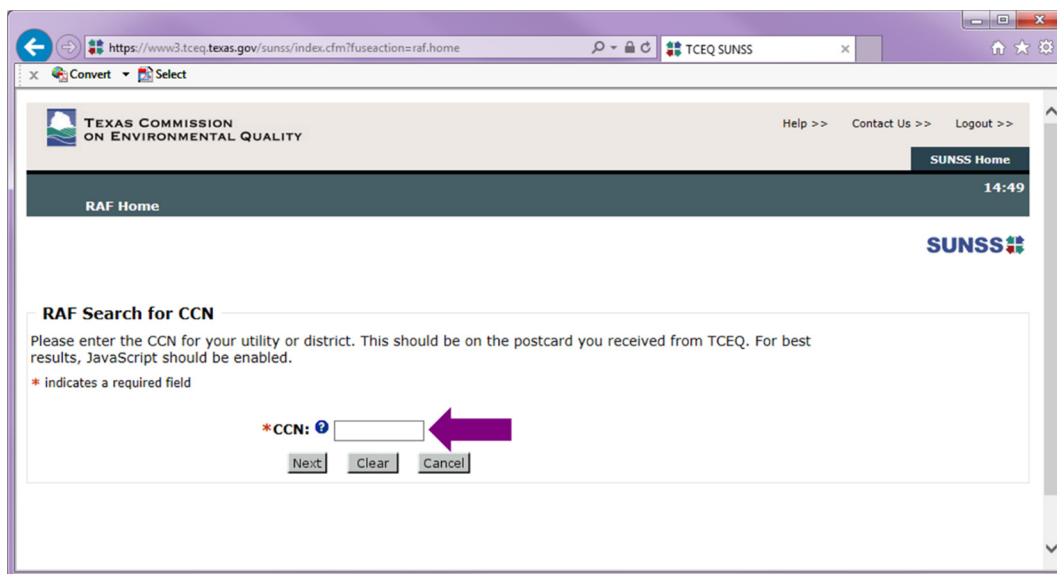 https://www3.tceq.texas.gov/sunss/index.cfm?fuseaction=raf.home
TCEQ SUNSS
x Convert Select
TEXAS COMMISSION
ON ENVIRONMENTAL QUALITY
Help >> Contact Us >> Logout >>
SUNSS Home
14:49
RAF Home
SUNSS
RAF Search for CCN
Please enter the CCN for your utility or district. This should be on the postcard you received from TCEQ. For best
results, JavaScript should be enabled.
* indicates a required field
*CCN: ?
Next Clear Cancel